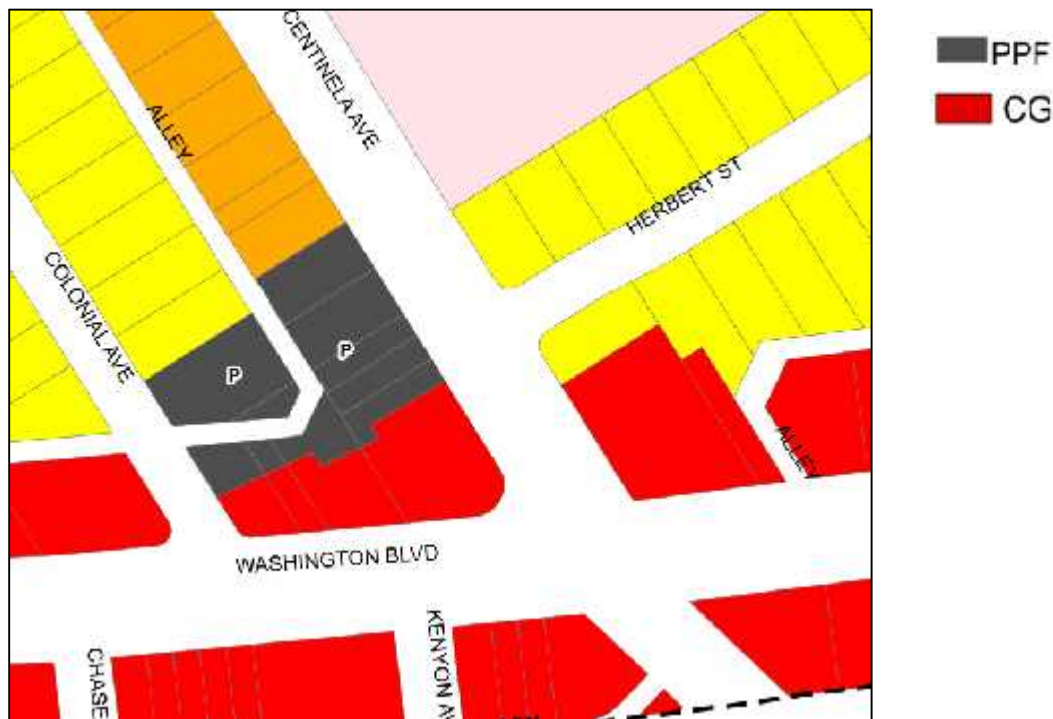 CENTINELA AVE
PPF
CG
ALLEY
HERBERT ST
COLONIAL AVE
P
P
ALLEY
WASHINGTON BLVD
KENYON AV
CHASE